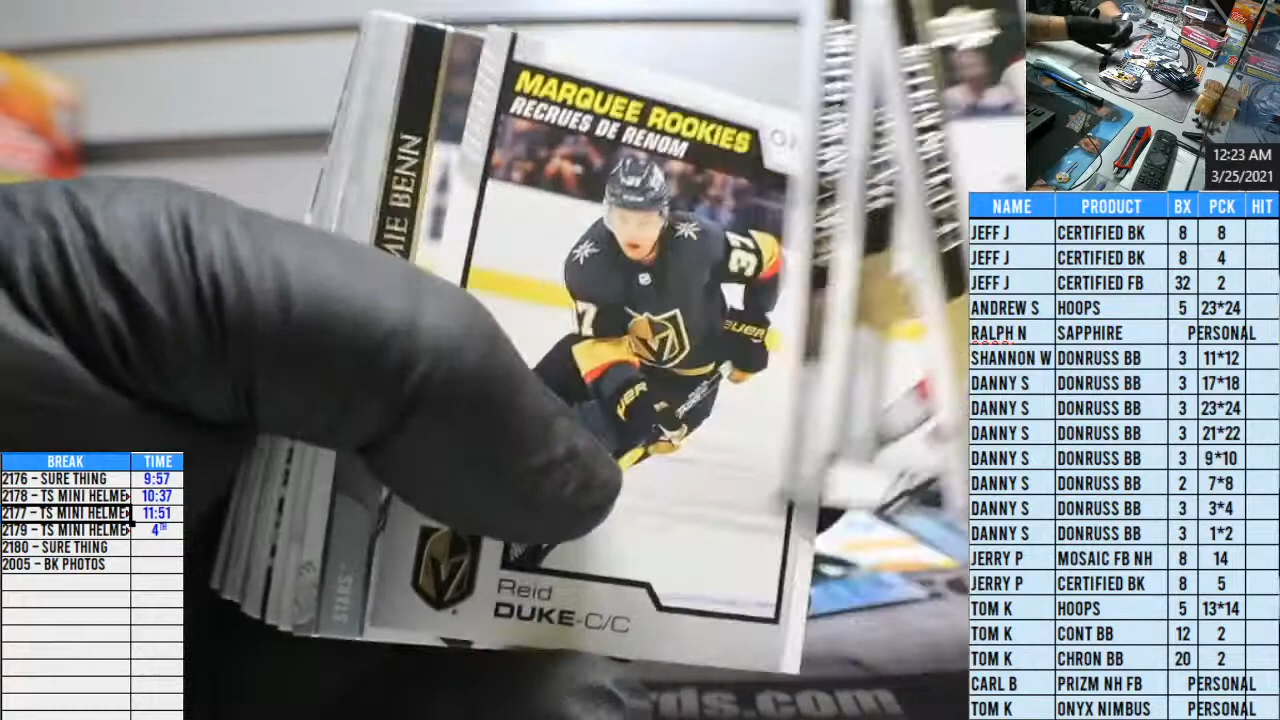 MARQUEE ROOKIES
RECRUES DE RENOM
MIE BENN
37
37
BAUER
Reid
DUKE-C/C
STARS
rds.com
12:23 AM
3/25/2021
NAME PRODUCT BX PCK HIT
JEFF J CERTIFIED BK 8 8
JEFF J CERTIFIED BK 8 4
JEFF J CERTIFIED FB 32 2
ANDREW S HOOPS 5 23*24
RALPH N SAPPHIRE PERSONAL
SHANNON W DONRUSS BB 3 11*12
DANNY S DONRUSS BB 3 17*18
DANNY S DONRUSS BB 3 23*24
DANNY S DONRUSS BB 3 21*22
DANNY S DONRUSS BB 3 9*10
DANNY S DONRUSS BB 2 7*8
DANNY S DONRUSS BB 3 3*4
DANNY S DONRUSS BB 3 1*2
JERRY P MOSAIC FB NH 8 14
JERRY P CERTIFIED BK 8 5
TOM K HOOPS 5 13*14
TOM K CONT BB 12 2
TOM K CHRON BB 20 2
CARL B PRIZM NH FB PERSONAL
TOM K ONYX NIMBUS PERSONAL
BREAK TIME
2176 – SURE THING 9:57
2178 – TS MINI HELME 10:37
2177 – TS MINI HELME 11:51
2179 – TS MINI HELME 4TH
2180 – SURE THING
2005 – BK PHOTOS